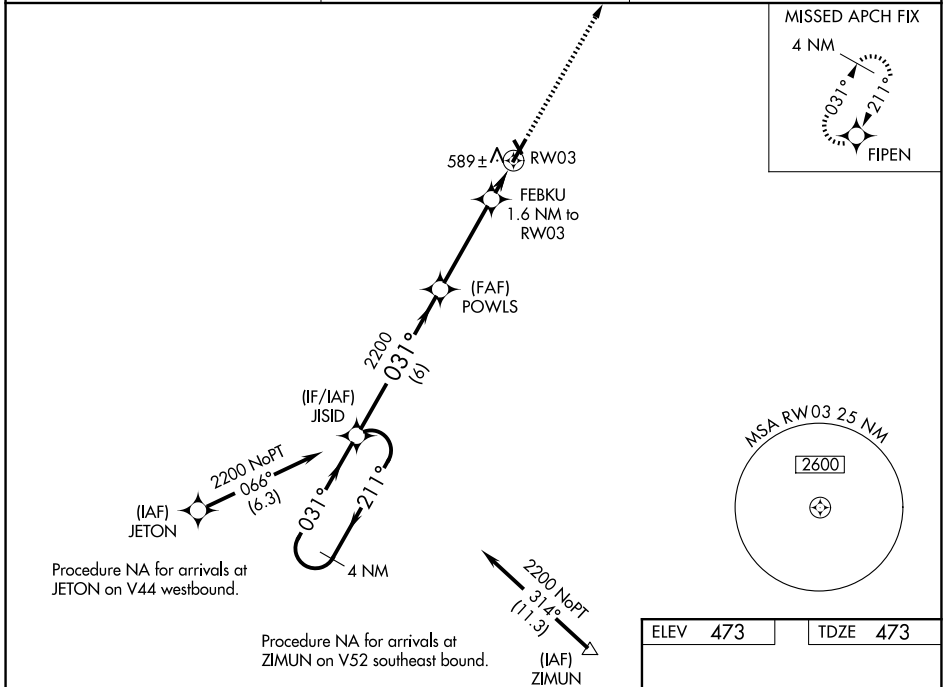 MISSED APCH FIX
4 NM
031°
211°
FIPEN
589±
RW03
FEBKU
1.6 NM to
RW03
(FAF)
POWLS
2200
031°
(6)
(IF/IAF)
JISID
2200 NoPT
066°
(6.3)
(IAF)
JETON
031°
211°
4 NM
Procedure NA for arrivals at
JETON on V44 westbound.
MSA RW03 25 NM
2600
2200 NoPT
314°
(11.3)
(IAF)
ZIMUN
Procedure NA for arrivals at
ZIMUN on V52 southeast bound.
ELEV 473
TDZE 473